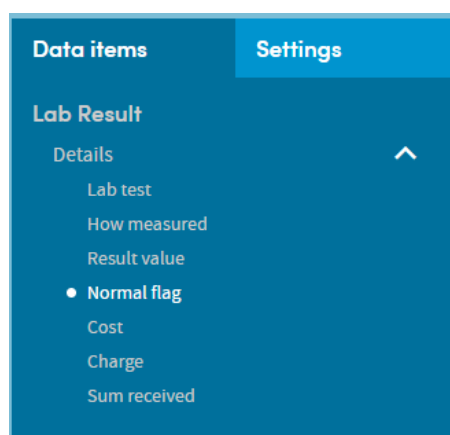 Data items Settings
Lab Result
Details
Lab test
How measured
Result value
Normal flag
Cost
Charge
Sum received